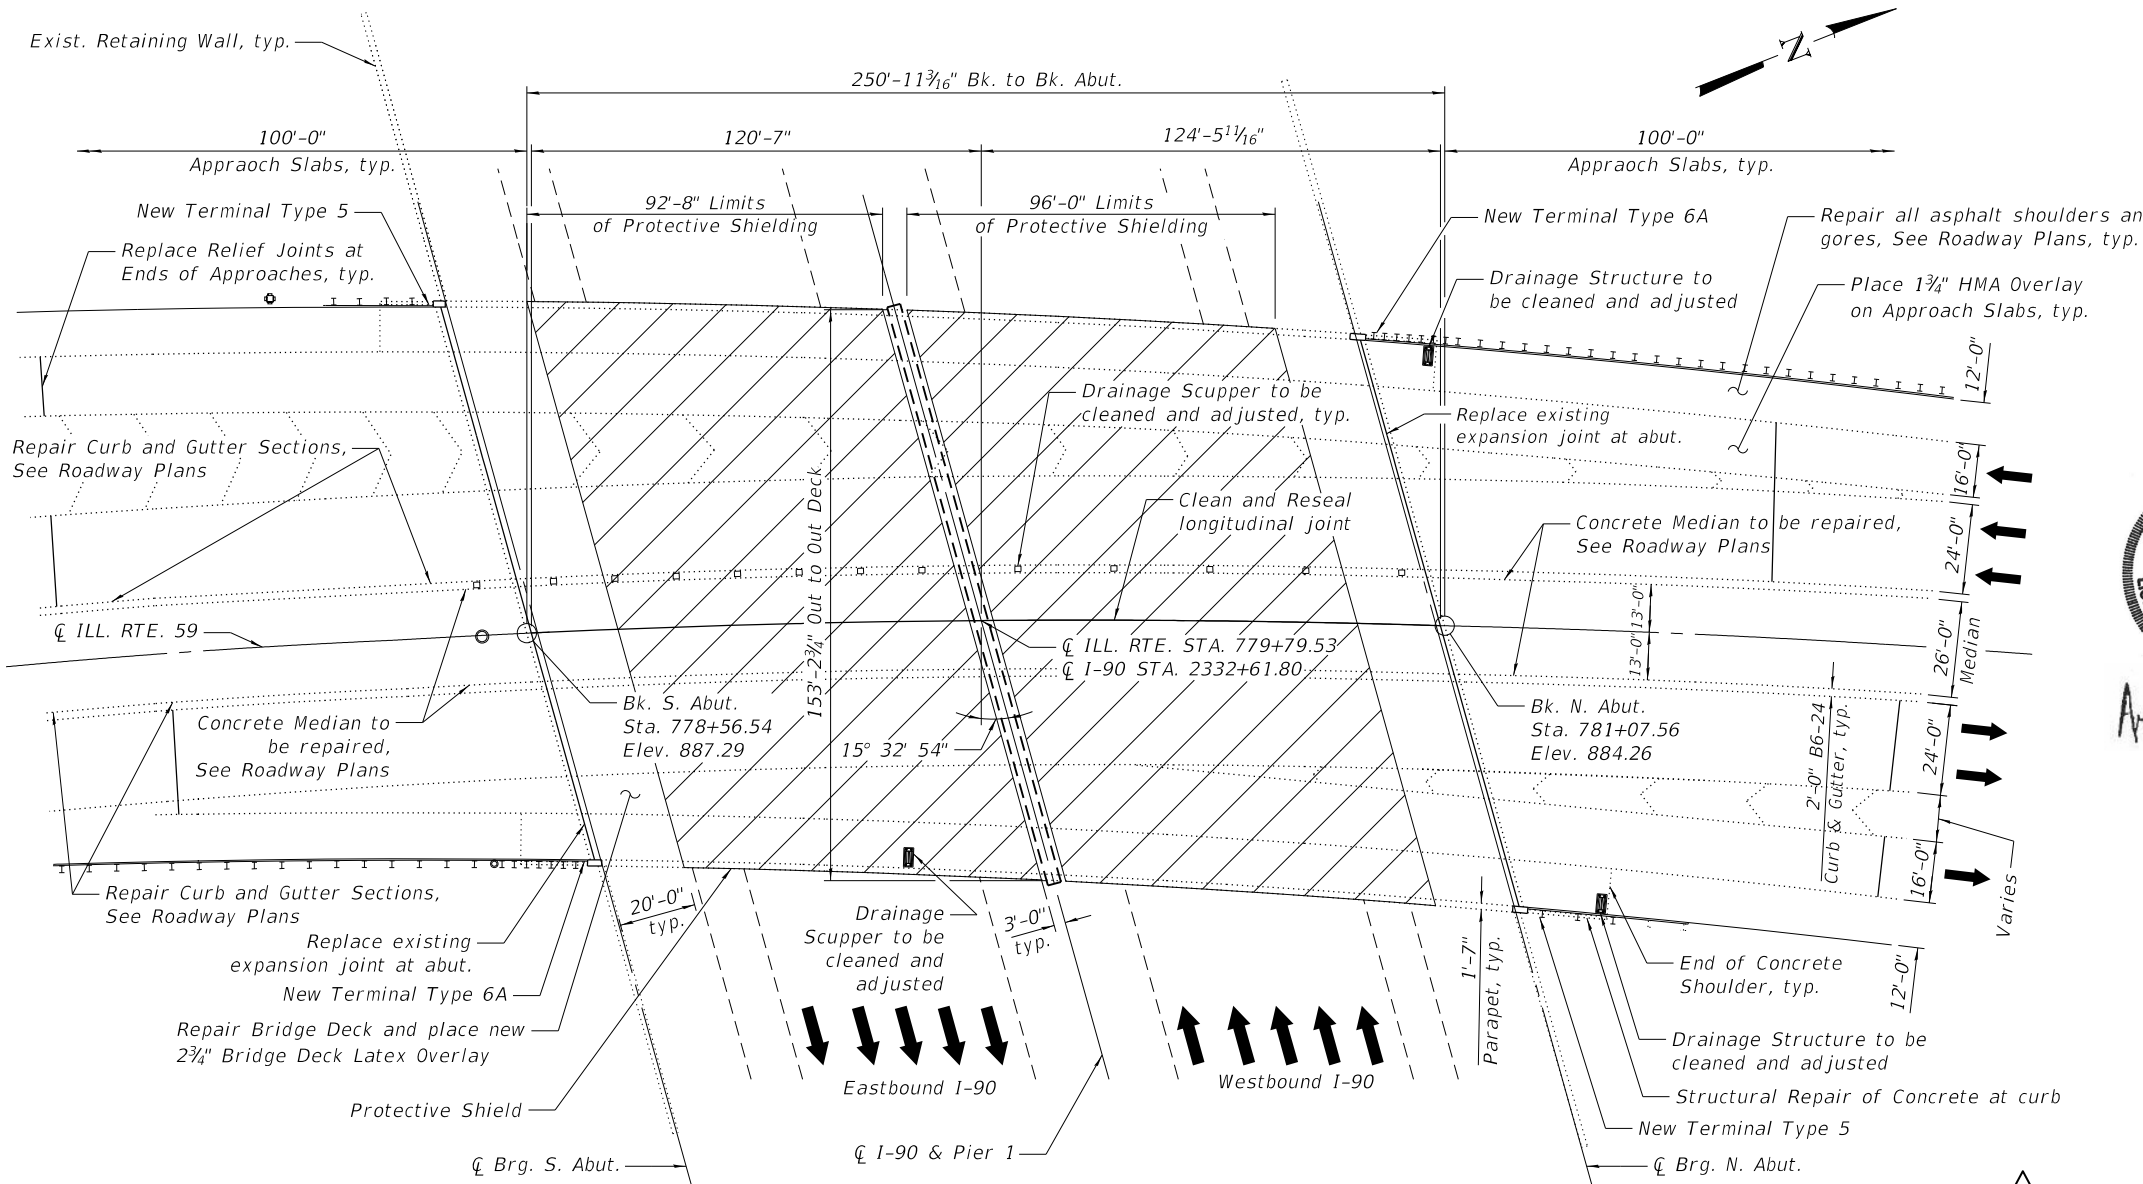 Exist. Retaining Wall, typ.
N
250'-11 3/16" Bk. to Bk. Abut.
100'-0"
Appraoch Slabs, typ.
120'-7"
124'-5 11/16"
100'-0"
Appraoch Slabs, typ.
92'-8" Limits
of Protective Shielding
96'-0" Limits
of Protective Shielding
New Terminal Type 5
Replace Relief Joints at
Ends of Approaches, typ.
New Terminal Type 6A
Repair all asphalt shoulders an
gores, See Roadway Plans, typ.
Drainage Structure to
be cleaned and adjusted
Place 1 3/4" HMA Overlay
on Approach Slabs, typ.
12'-0"
Drainage Scupper to be
cleaned and adjusted, typ.
Replace existing
expansion joint at abut.
Repair Curb and Gutter Sections,
See Roadway Plans
16'-0"
153'-2 3/4" Out to Out Deck
Clean and Reseal
longitudinal joint
Concrete Median to be repaired,
See Roadway Plans
24'-0"
℄ ILL. RTE. 59
13'-0"
13'-0"
26'-0"
Median
℄ ILL. RTE. STA. 779+79.53
℄ I-90 STA. 2332+61.80
Concrete Median to
be repaired,
See Roadway Plans
Bk. S. Abut.
Sta. 778+56.54
Elev. 887.29
15° 32' 54"
Bk. N. Abut.
Sta. 781+07.56
Elev. 884.26
2'-0" B6-24
Curb & Gutter, typ.
24'-0"
16'-0"
Varies
Repair Curb and Gutter Sections,
See Roadway Plans
20'-0"
typ.
Drainage
Scupper to be
cleaned and
adjusted
3'-0"
typ.
1'-7"
Parapet, typ.
12'-0"
Replace existing
expansion joint at abut.
New Terminal Type 6A
End of Concrete
Shoulder, typ.
Repair Bridge Deck and place new
2 3/4" Bridge Deck Latex Overlay
Drainage Structure to be
cleaned and adjusted
Eastbound I-90
Westbound I-90
Protective Shield
Structural Repair of Concrete at curb
New Terminal Type 5
℄ I-90 & Pier 1
℄ Brg. S. Abut.
℄ Brg. N. Abut.